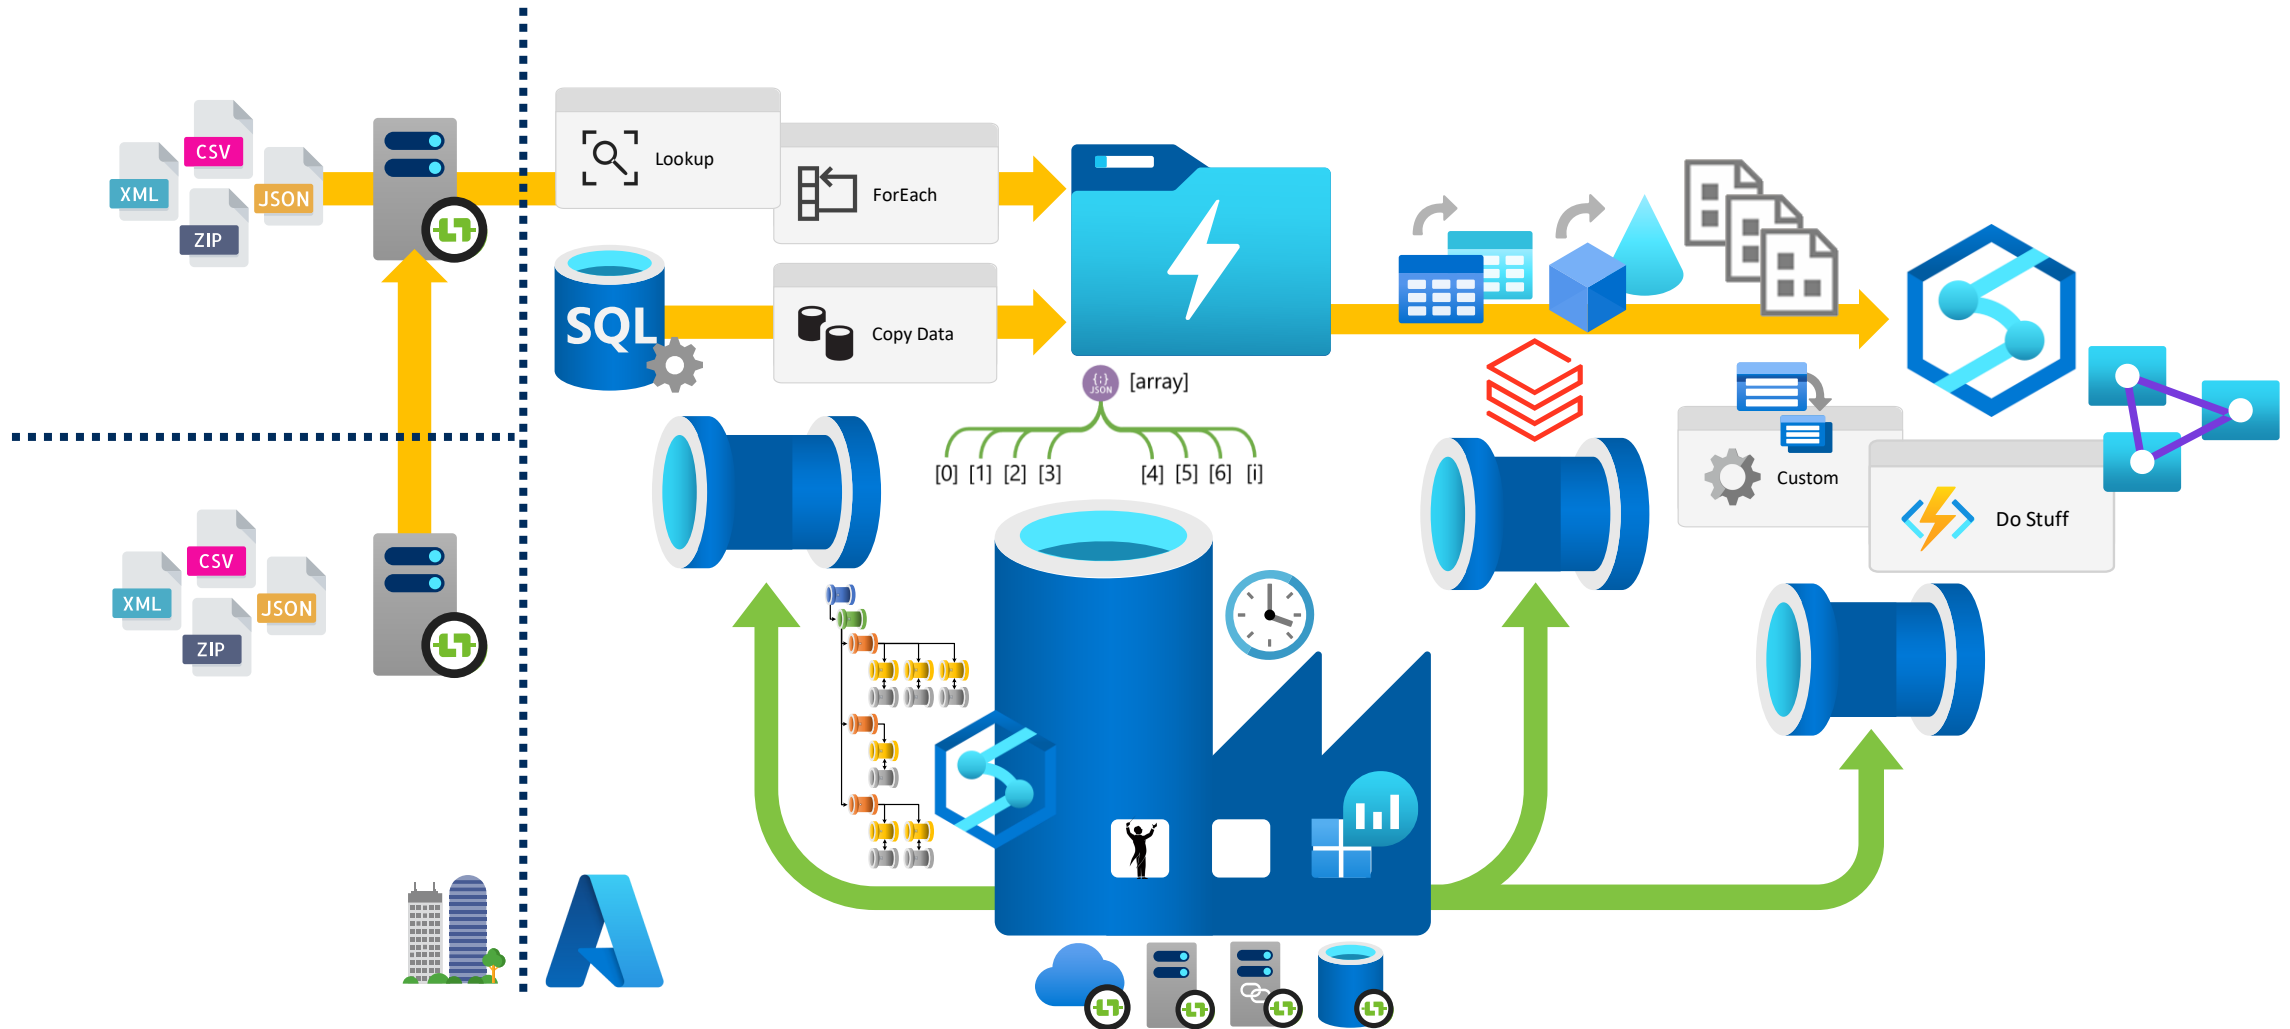 CSV
XML
JSON
ZIP
Lookup
ForEach
SQL
Copy Data
{;}
JSON
[array]
[0] [1] [2] [3] [4] [5] [6] [i]
Custom
Do Stuff
CSV
XML
JSON
ZIP